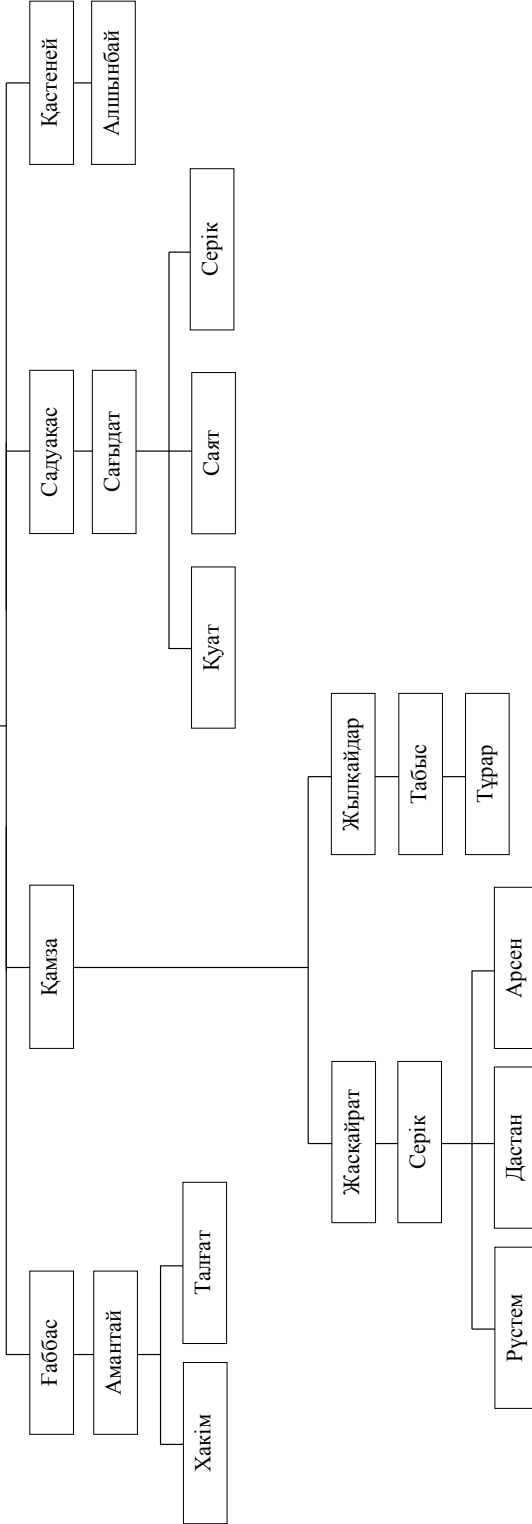 Ғаббас
Қамза
Садуақас
Қастеней
Амантай
Сағыдат
Алшынбай
Хакім
Талғат
Қуат
Саят
Серік
Жасқайрат
Жылқайдар
Серік
Табыс
Тұрар
Рүстем
Дастан
Арсен